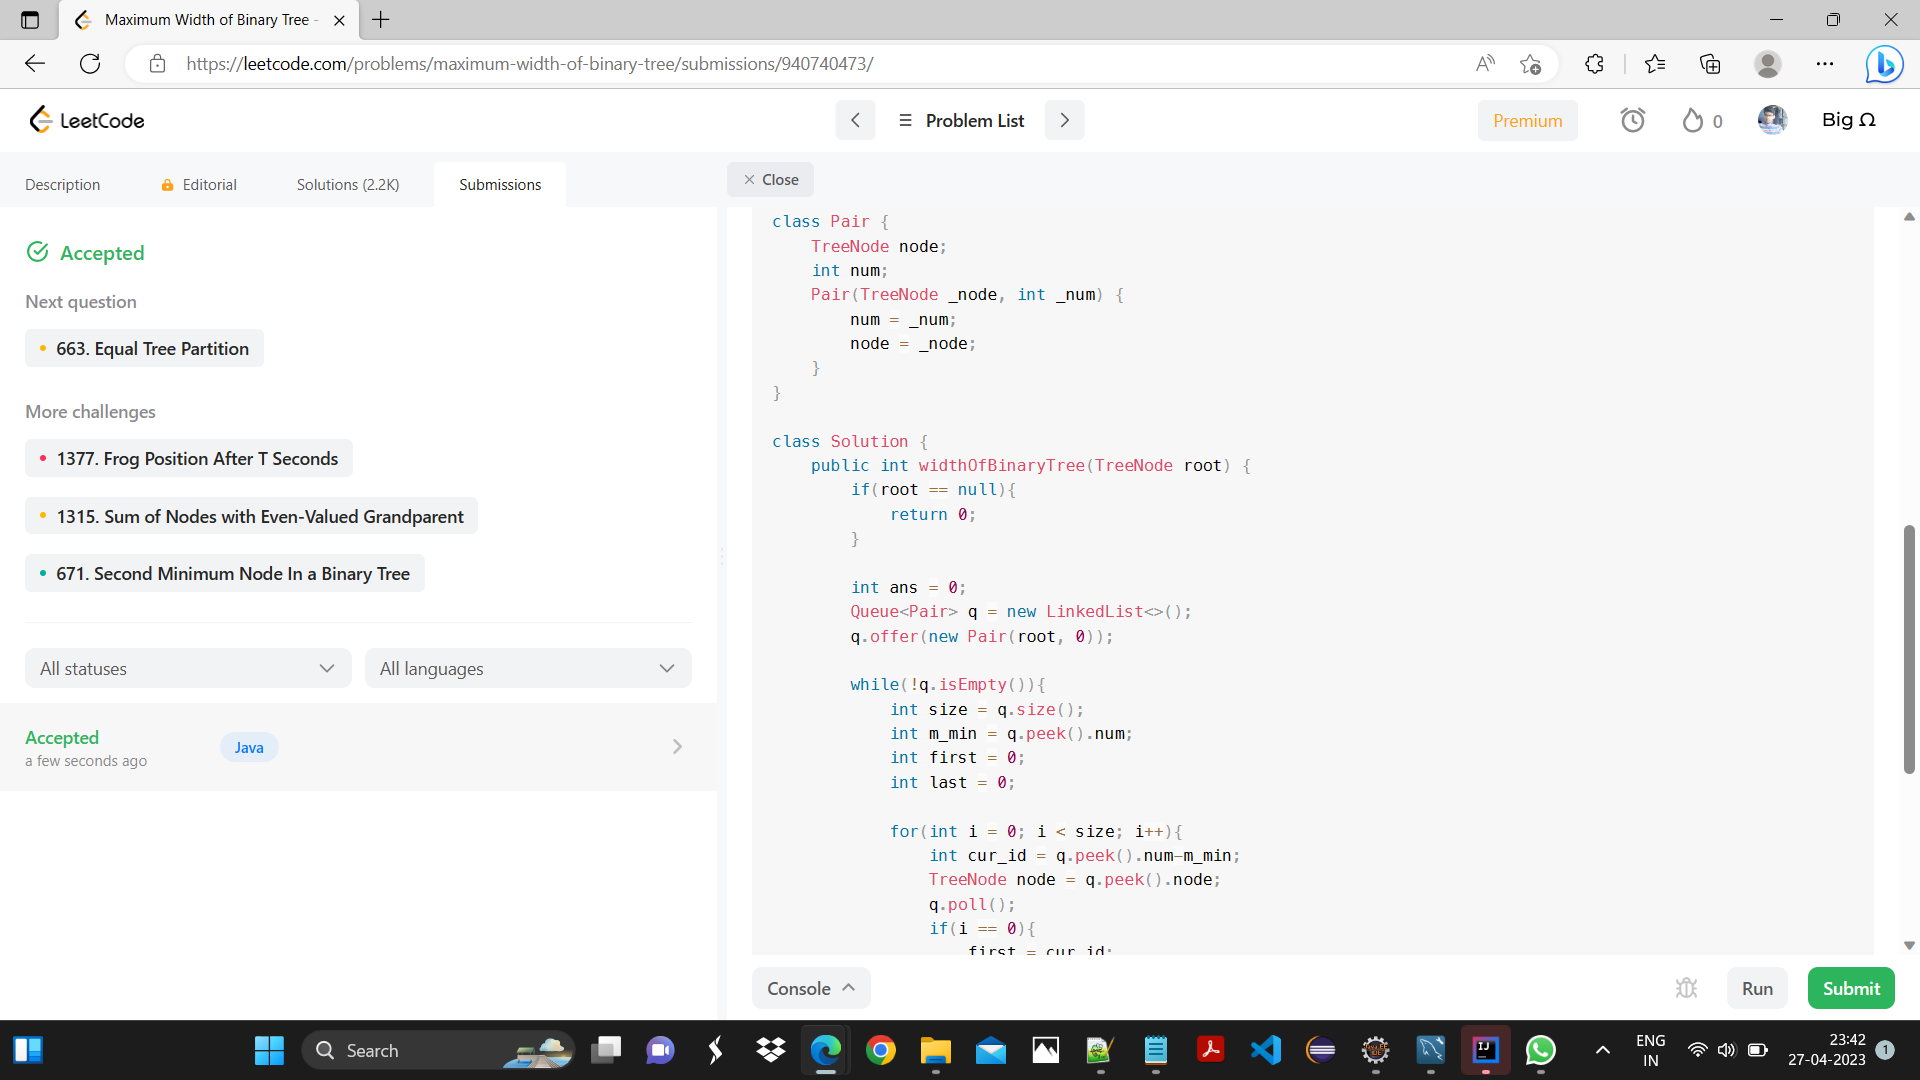 Maximum Width of Binary Tree -
https://leetcode.com/problems/maximum-width-of-binary-tree/submissions/940740473/
LeetCode
Problem List
Premium
0
Big Ω
Description
Editorial
Solutions (2.2K)
Submissions
Close
Accepted
Next question
663. Equal Tree Partition
More challenges
1377. Frog Position After T Seconds
1315. Sum of Nodes with Even-Valued Grandparent
671. Second Minimum Node In a Binary Tree
All statuses
All languages
Accepted
a few seconds ago
Java
class Pair {
TreeNode node;
int num;
Pair(TreeNode _node, int _num) {
num = _num;
node = _node;
}
}
class Solution {
public int widthOfBinaryTree(TreeNode root) {
if(root == null){
return 0;
}
int ans = 0;
Queue<Pair> q = new LinkedList<>();
q.offer(new Pair(root, 0));
while(!q.isEmpty()){
int size = q.size();
int m_min = q.peek().num;
int first = 0;
int last = 0;
for(int i = 0; i < size; i++){
int cur_id = q.peek().num-m_min;
TreeNode node = q.peek().node;
q.poll();
if(i == 0){
first = cur_id;
Console
Run
Submit
Search
ENG
IN
23:42
27-04-2023
1